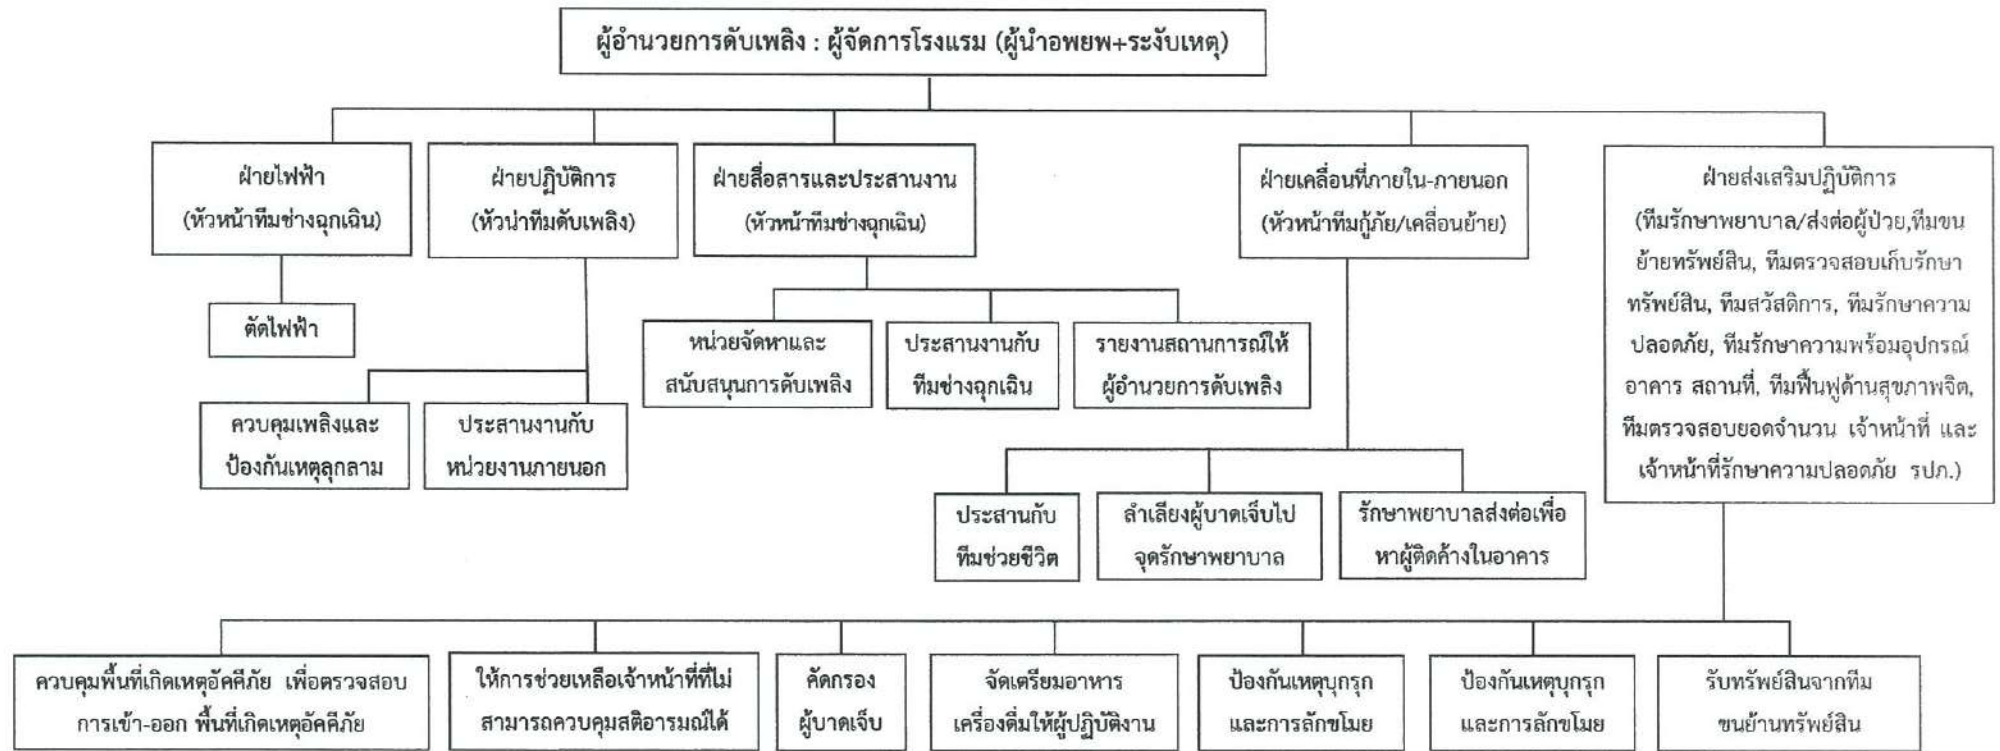 ผู้อำนวยการดับเพลิง : ผู้จัดการโรงแรม (ผู้นำอพยพ+ระงับเหตุ)
ฝ่ายไฟฟ้า
(หัวหน้าทีมช่างฉุกเฉิน)
ฝ่ายปฏิบัติการ
(หัวน่าทีมดับเพลิง)
ฝ่ายสื่อสารและประสานงาน
(หัวหน้าทีมช่างฉุกเฉิน)
ฝ่ายเคลื่อนที่ภายใน-ภายนอก
(หัวหน้าทีมกู้ภัย/เคลื่อนย้าย)
ฝ่ายส่งเสริมปฏิบัติการ
(ทีมรักษาพยาบาล/ส่งต่อผู้ป่วย,ทีมขน
ย้ายทรัพย์สิน, ทีมตรวจสอบเก็บรักษา
ทรัพย์สิน, ทีมสวัสดิการ, ทีมรักษาความ
ปลอดภัย, ทีมรักษาความพร้อมอุปกรณ์
อาคาร สถานที่, ทีมฟื้นฟูด้านสุขภาพจิต,
ทีมตรวจสอบยอดจำนวน เจ้าหน้าที่ และ
เจ้าหน้าที่รักษาความปลอดภัย รปภ.)
ตัดไฟฟ้า
ควบคุมเพลิงและ
ป้องกันเหตุลุกลาม
ประสานงานกับ
หน่วยงานภายนอก
หน่วยจัดหาและ
สนับสนุนการดับเพลิง
ประสานงานกับ
ทีมช่างฉุกเฉิน
รายงานสถานการณ์ให้
ผู้อำนวยการดับเพลิง
ประสานกับ
ทีมช่วยชีวิต
ลำเลียงผู้บาดเจ็บไป
จุดรักษาพยาบาล
รักษาพยาบาลส่งต่อเพื่อ
หาผู้ติดค้างในอาคาร
ควบคุมพื้นที่เกิดเหตุอัคคีภัย เพื่อตรวจสอบ
การเข้า-ออก พื้นที่เกิดเหตุอัคคีภัย
ให้การช่วยเหลือเจ้าหน้าที่ที่ไม่
สามารถควบคุมสติอารมณ์ได้
คัดกรอง
ผู้บาดเจ็บ
จัดเตรียมอาหาร
เครื่องดื่มให้ผู้ปฏิบัติงาน
ป้องกันเหตุบุกรุก
และการลักขโมย
ป้องกันเหตุบุกรุก
และการลักขโมย
รับทรัพย์สินจากทีม
ขนย้านทรัพย์สิน